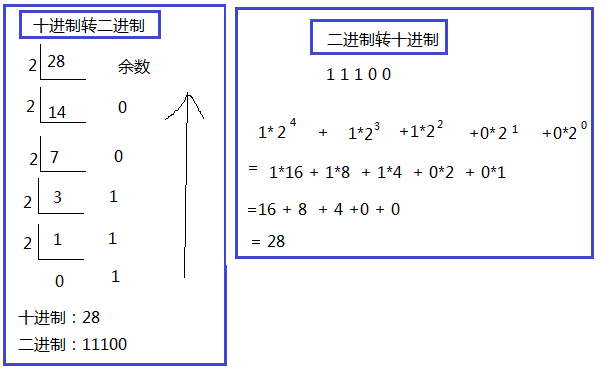 十进制转二进制
2 28 余数
2 14 0
2 7 0
2 3 1
2 1 1
0 1
十进制：28
二进制：11100
二进制转十进制
1 1 1 0 0
1*2⁴ + 1*2³ +1*2² +0*2¹ +0*2⁰
= 1*16 + 1*8 + 1*4 + 0*2 + 0*1
=16 + 8 + 4 +0 + 0
= 28